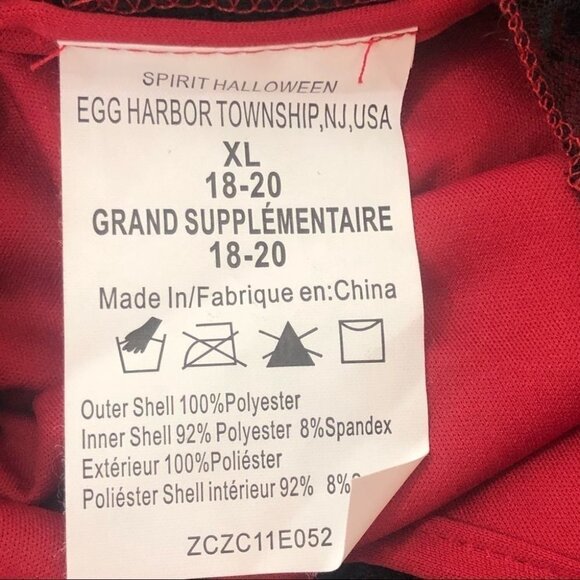 SPIRIT HALLOWEEN
EGG HARBOR TOWNSHIP,NJ,USA
XL
18-20
GRAND SUPPLÉMENTAIRE
18-20
Made In/Fabrique en:China
Outer Shell 100%Polyester
Inner Shell 92% Polyester 8%Spandex
Extérieur 100%Poliéster
Poliéster Shell intérieur 92% 8%
ZCZC11E052